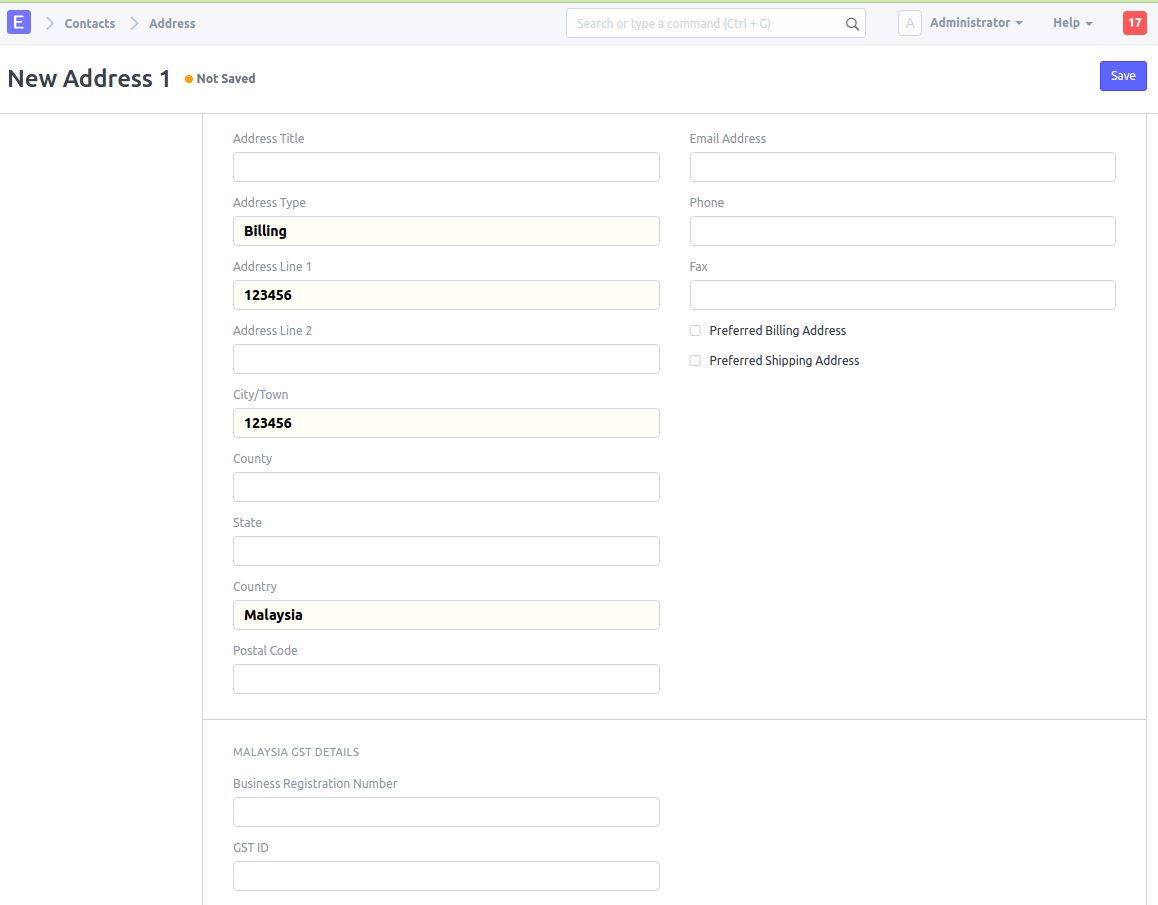 E Contacts Address Search or type a command (Ctrl + G) A Administrator Help 17
New Address 1 Not Saved Save
Address Title
Address Type
Billing
Address Line 1
123456
Address Line 2
City/Town
123456
County
State
Country
Malaysia
Postal Code
Email Address
Phone
Fax
Preferred Billing Address
Preferred Shipping Address
MALAYSIA GST DETAILS
Business Registration Number
GST ID